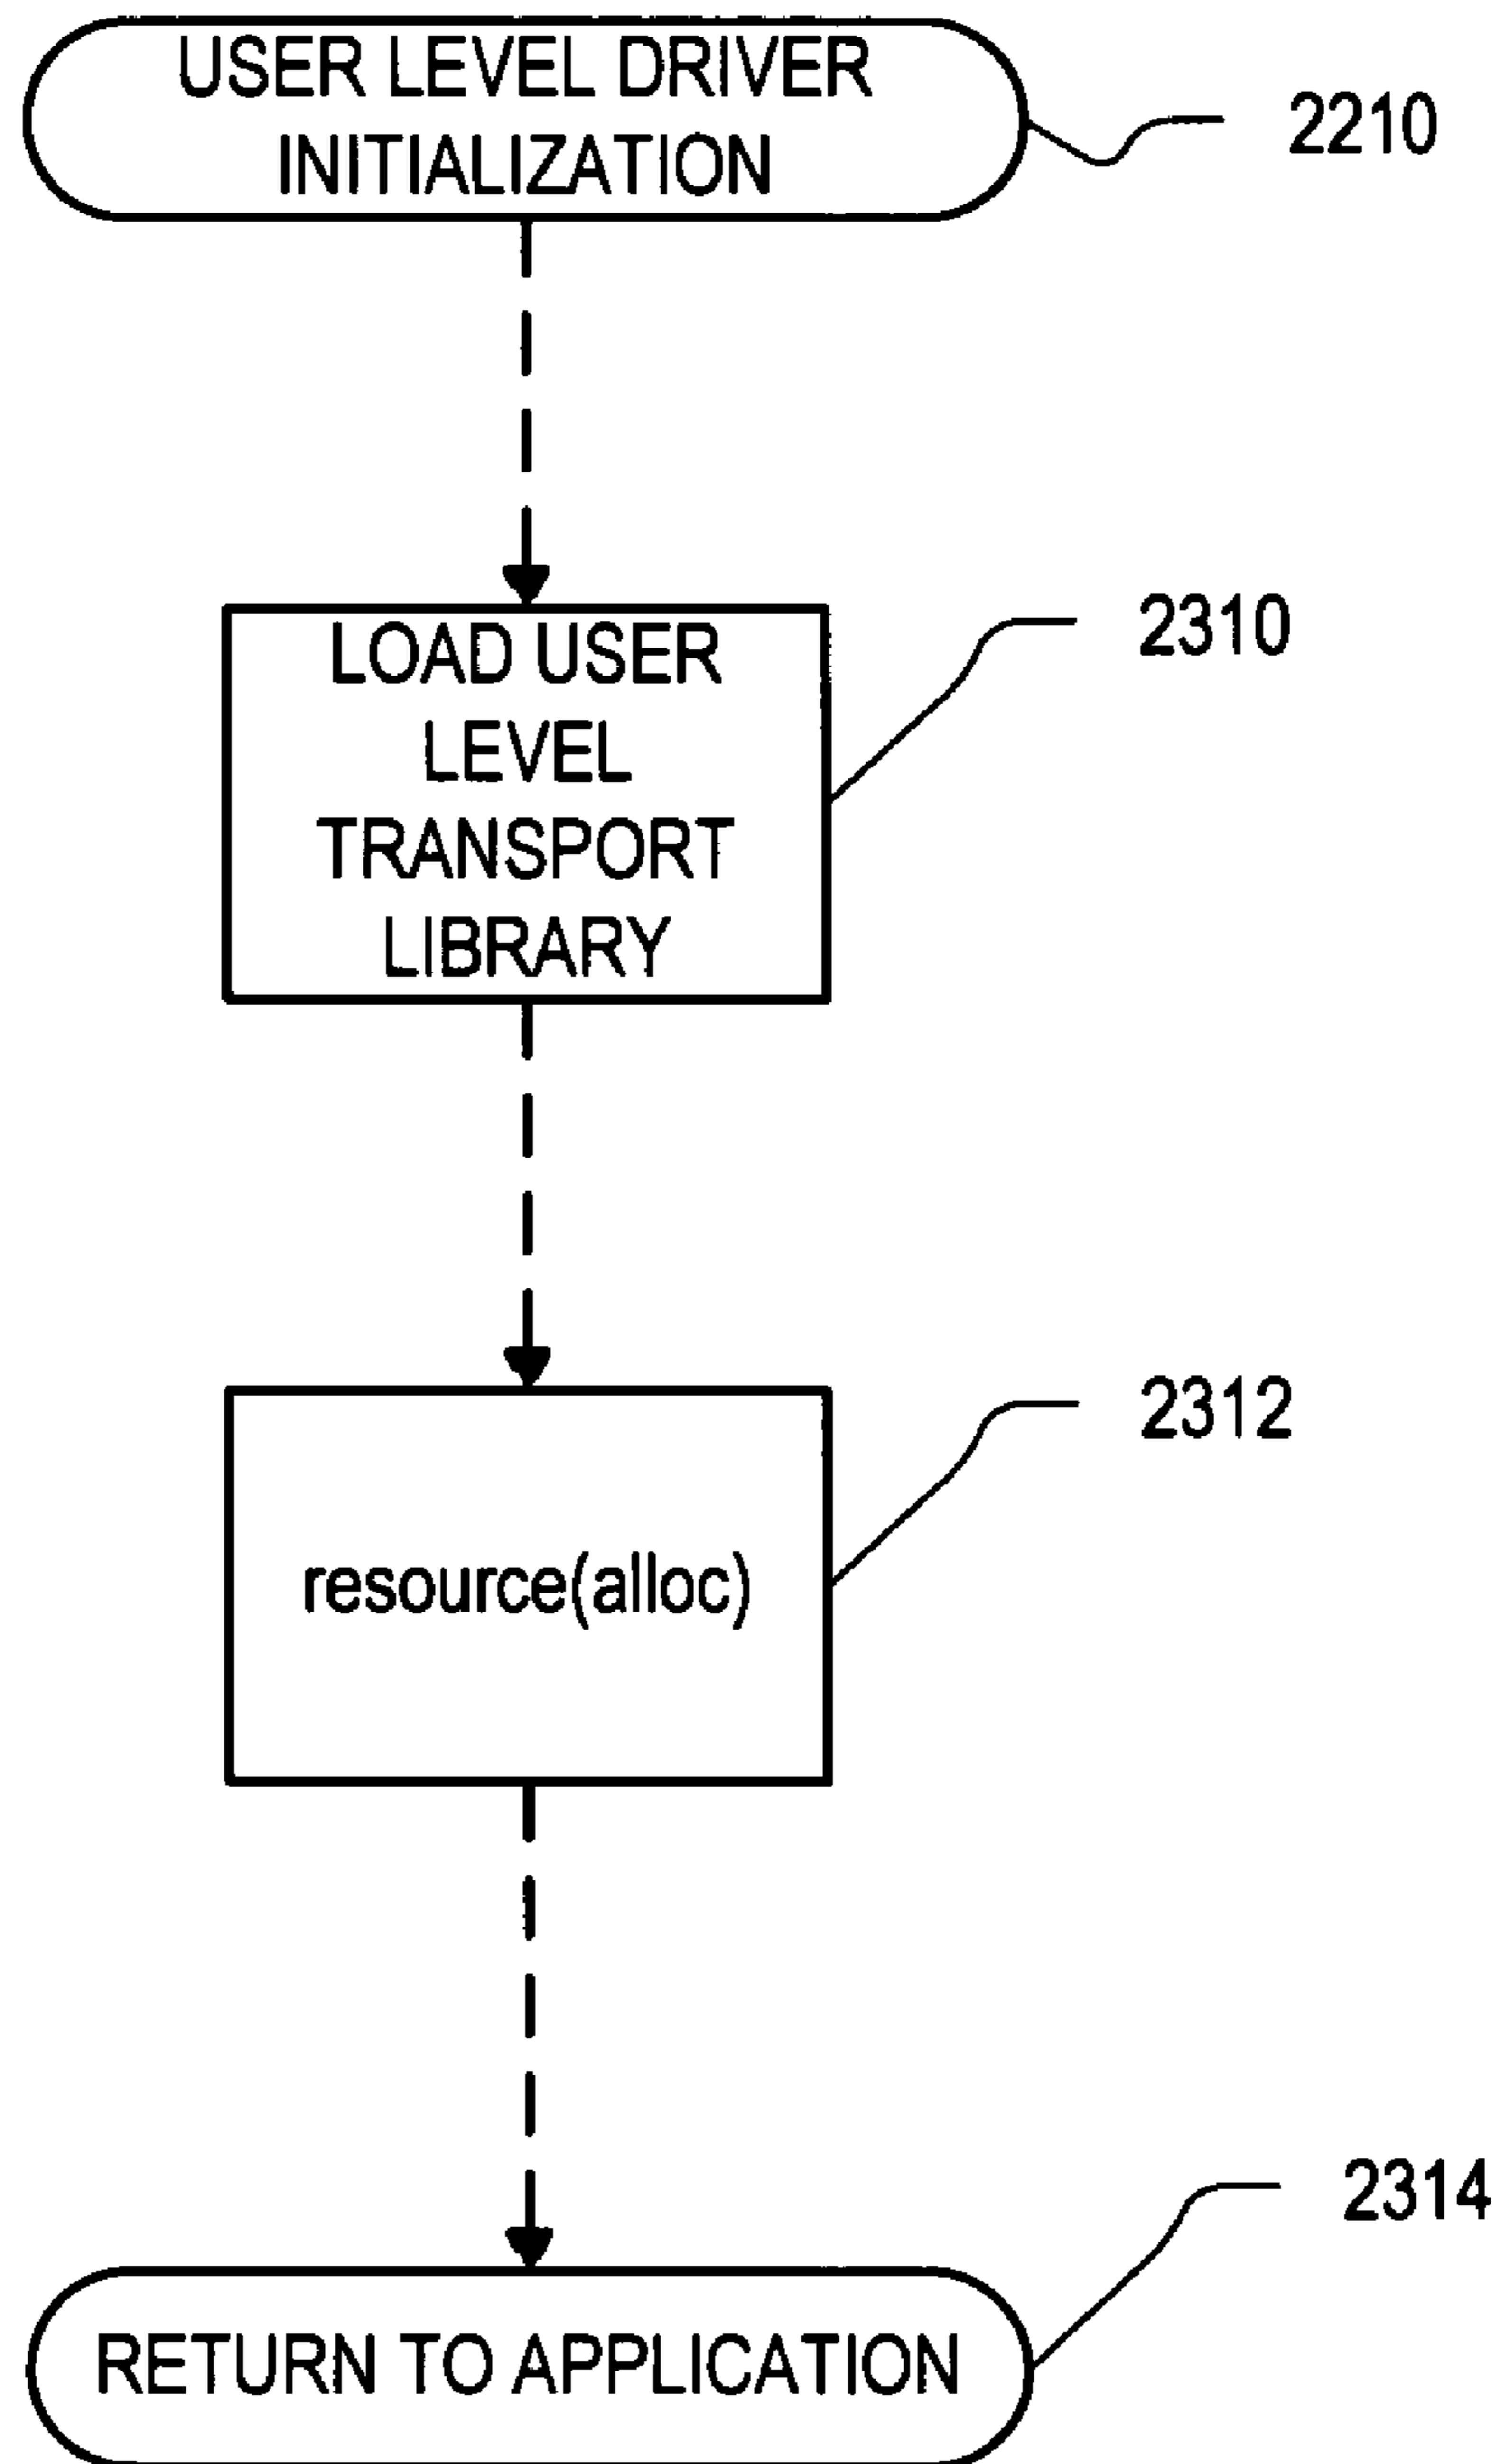 USER LEVEL DRIVER
INITIALIZATION
2210
LOAD USER
LEVEL
TRANSPORT
LIBRARY
2310
resource(alloc)
2312
RETURN TO APPLICATION
2314